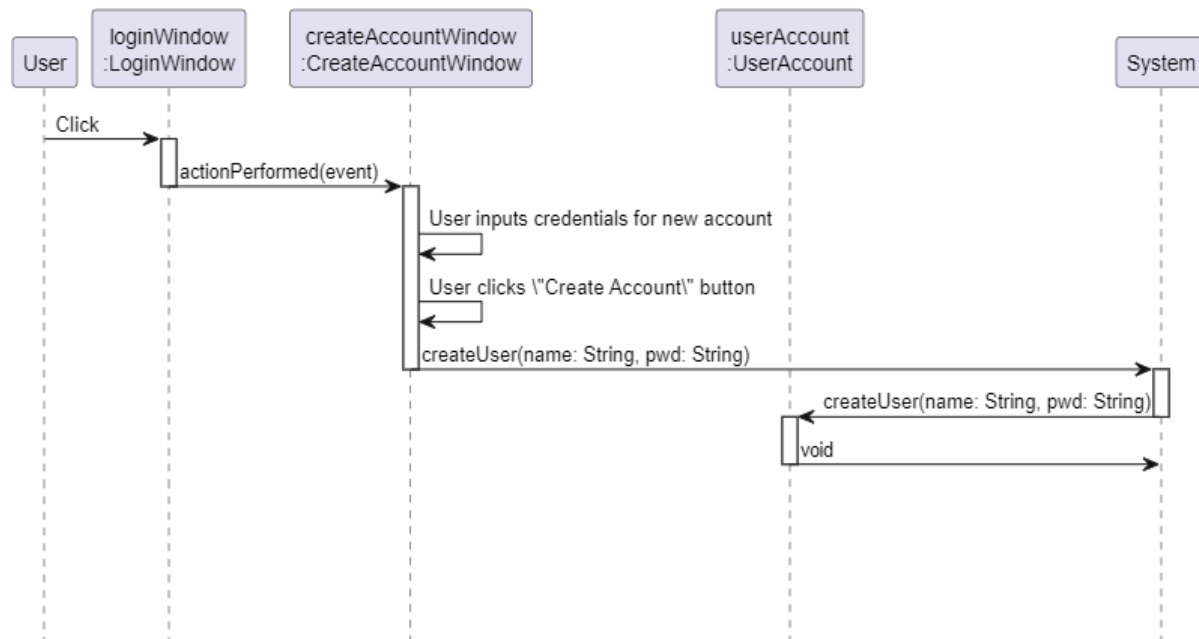 User
loginWindow
:LoginWindow
createAccountWindow
:CreateAccountWindow
userAccount
:UserAccount
System
Click
actionPerformed(event)
User inputs credentials for new account
User clicks \"Create Account\" button
createUser(name: String, pwd: String)
createUser(name: String, pwd: String)
void